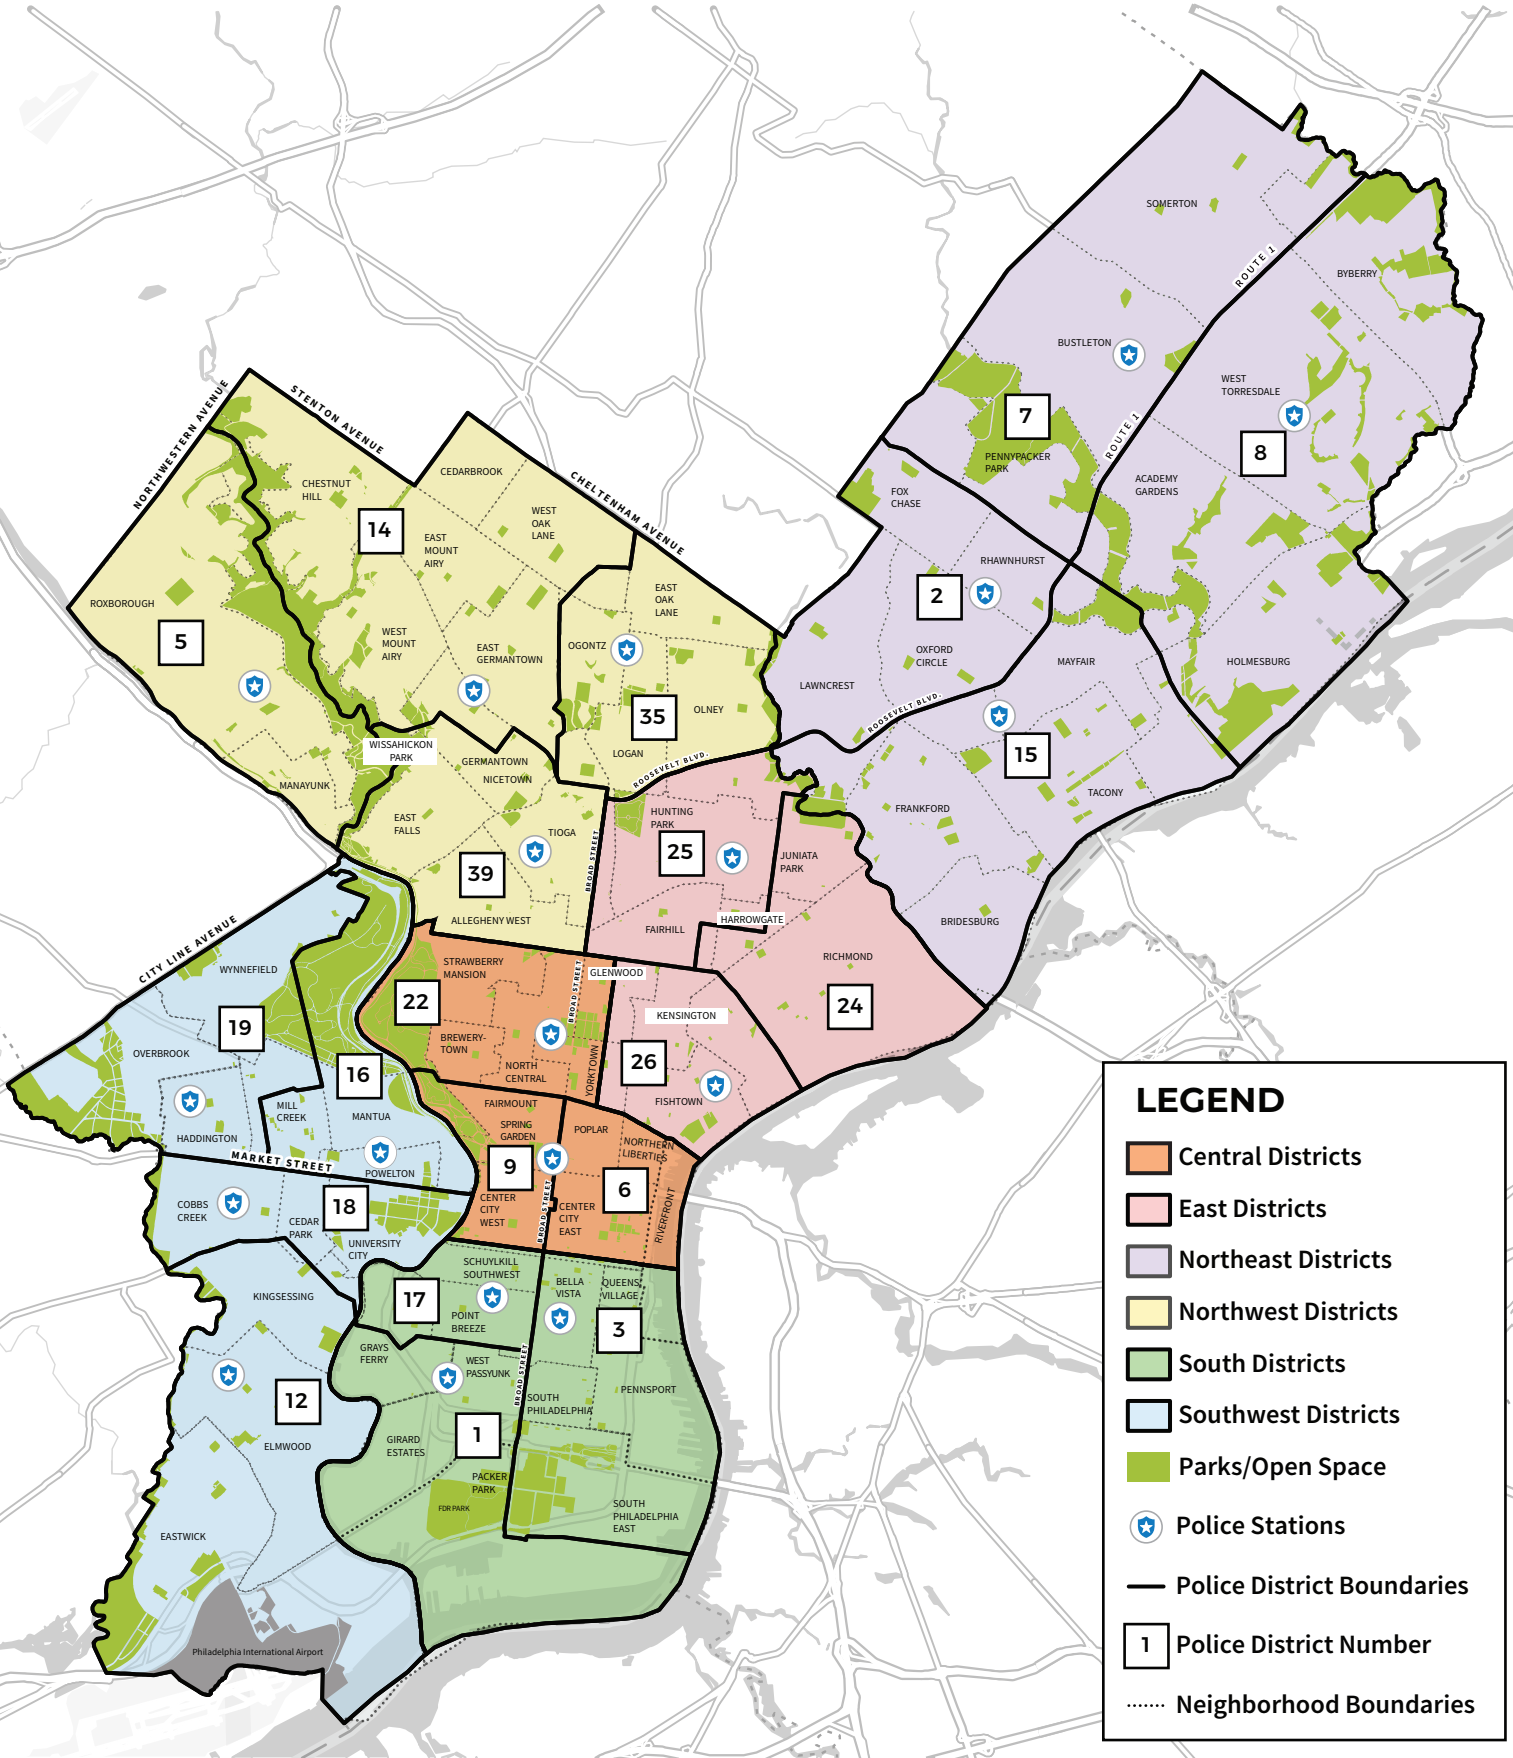 SOMERTON
ROUTE 1
BYBERRY
BUSTLETON
WEST
TORRESDALE
7
ROUTE 1
8
PENNYPACKER
PARK
ACADEMY
GARDENS
FOX
CHASE
RHAWNHURST
2
OXFORD
CIRCLE
MAYFAIR
HOLMESBURG
LAWNCREST
ROOSEVELT BLVD.
15
TACONY
FRANKFORD
BRIDESBURG
NORTHWESTERN AVENUE
STENTON AVENUE
CHELTENHAM AVENUE
CEDARBROOK
CHESTNUT
HILL
14
WEST
OAK
LANE
EAST
MOUNT
AIRY
ROXBOROUGH
5
WEST
MOUNT
AIRY
EAST
GERMANTOWN
EAST
OAK
LANE
OGONTZ
35
OLNEY
LOGAN
ROOSEVELT BLVD.
WISSAHICKON
PARK
GERMANTOWN
NICETOWN
MANAYUNK
EAST
FALLS
TIOGA
39
BROAD STREET
ALLEGHENY WEST
HUNTING
PARK
25
JUNIATA
PARK
HARROWGATE
FAIRHILL
RICHMOND
24
GLENWOOD
KENSINGTON
26
FISHTOWN
CITY LINE AVENUE
WYNNEFIELD
19
OVERBROOK
HADDINGTON
16
MILL
CREEK
MANTUA
POWELTON
MARKET STREET
STRAWBERRY
MANSION
22
BROAD STREET
BREWERY-
TOWN
NORTH
CENTRAL
YORKTOWN
FAIRMOUNT
SPRING
GARDEN
POPLAR
NORTHERN
LIBERTIES
9
6
CENTER
CITY
WEST
BROAD STREET
CENTER
CITY
EAST
RIVERFRONT
COBBS
CREEK
18
CEDAR
PARK
UNIVERSITY
CITY
KINGSESSING
12
ELMWOOD
EASTWICK
Philadelphia International Airport
SCHUYLKILL
SOUTHWEST
17
POINT
BREEZE
BELLA
VISTA
QUEENS
VILLAGE
3
GRAYS
FERRY
WEST
PASSYUNK
BROAD STREET
PENNSPORT
SOUTH
PHILADELPHIA
1
GIRARD
ESTATES
PACKER
PARK
FDR PARK
SOUTH
PHILADELPHIA
EAST
LEGEND
Central Districts
East Districts
Northeast Districts
Northwest Districts
South Districts
Southwest Districts
Parks/Open Space
Police Stations
Police District Boundaries
1 Police District Number
Neighborhood Boundaries